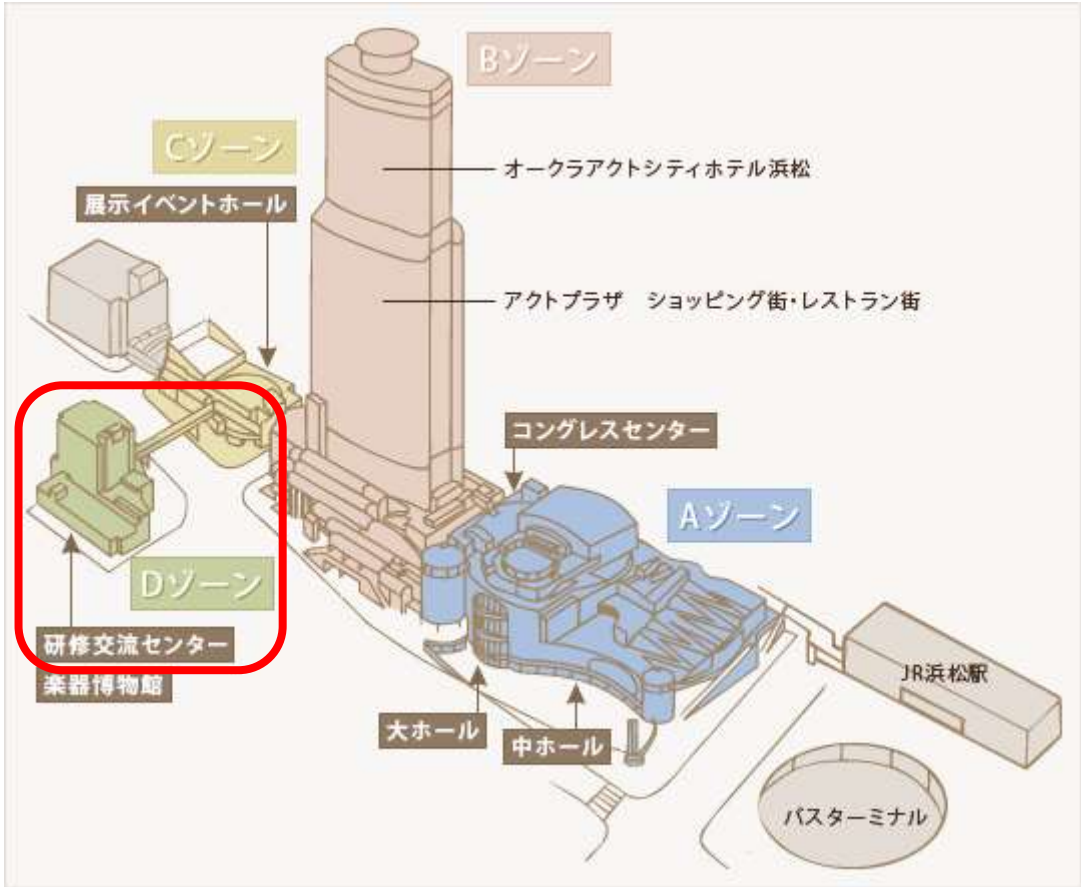 Bゾーン
Cゾーン
オークラアクトシティホテル浜松
展示イベントホール
アクトプラザ　ショッピング街・レストラン街
コングレスセンター
Aゾーン
Dゾーン
研修交流センター
楽器博物館
JR浜松駅
大ホール
中ホール
バスターミナル